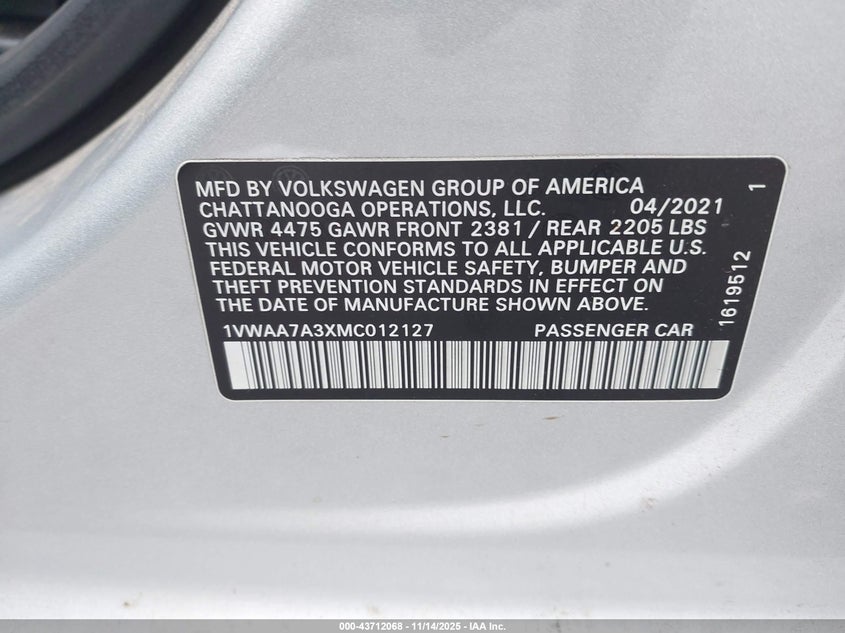 MFD BY VOLKSWAGEN GROUP OF AMERICA
CHATTANOOGA OPERATIONS, LLC. 04/2021
GVWR 4475 GAWR FRONT 2381 / REAR 2205 LBS
THIS VEHICLE CONFORMS TO ALL APPLICABLE U.S.
FEDERAL MOTOR VEHICLE SAFETY, BUMPER AND
THEFT PREVENTION STANDARDS IN EFFECT ON
THE DATE OF MANUFACTURE SHOWN ABOVE.
1VWAA7A3XMC012127 PASSENGER CAR
1619512 1
000-43712068 - 11/14/2025 - IAA Inc.